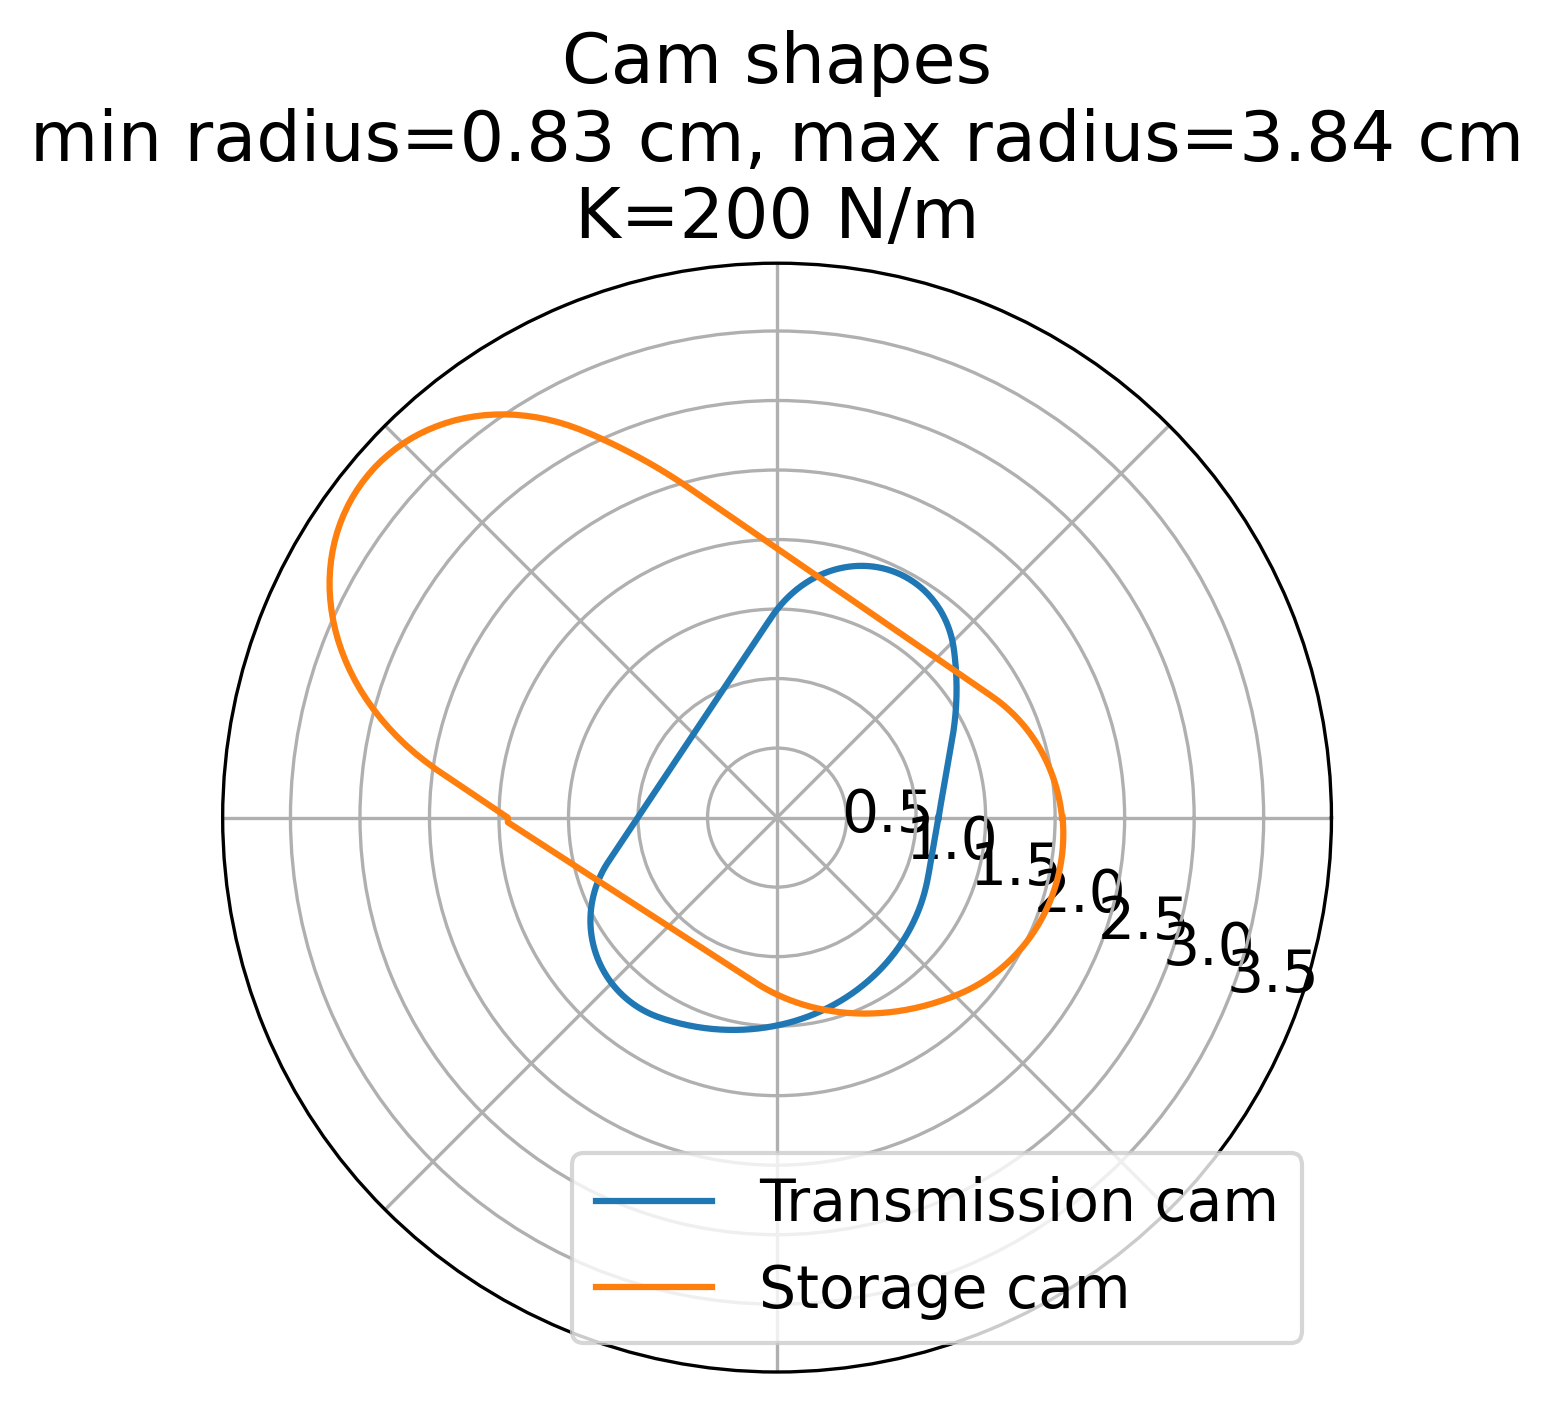 Cam shapes
min radius=0.83 cm, max radius=3.84 cm
K=200 N/m
0.5
1.0
1.5
2.0
2.5
3.0
3.5
Transmission cam
Storage cam